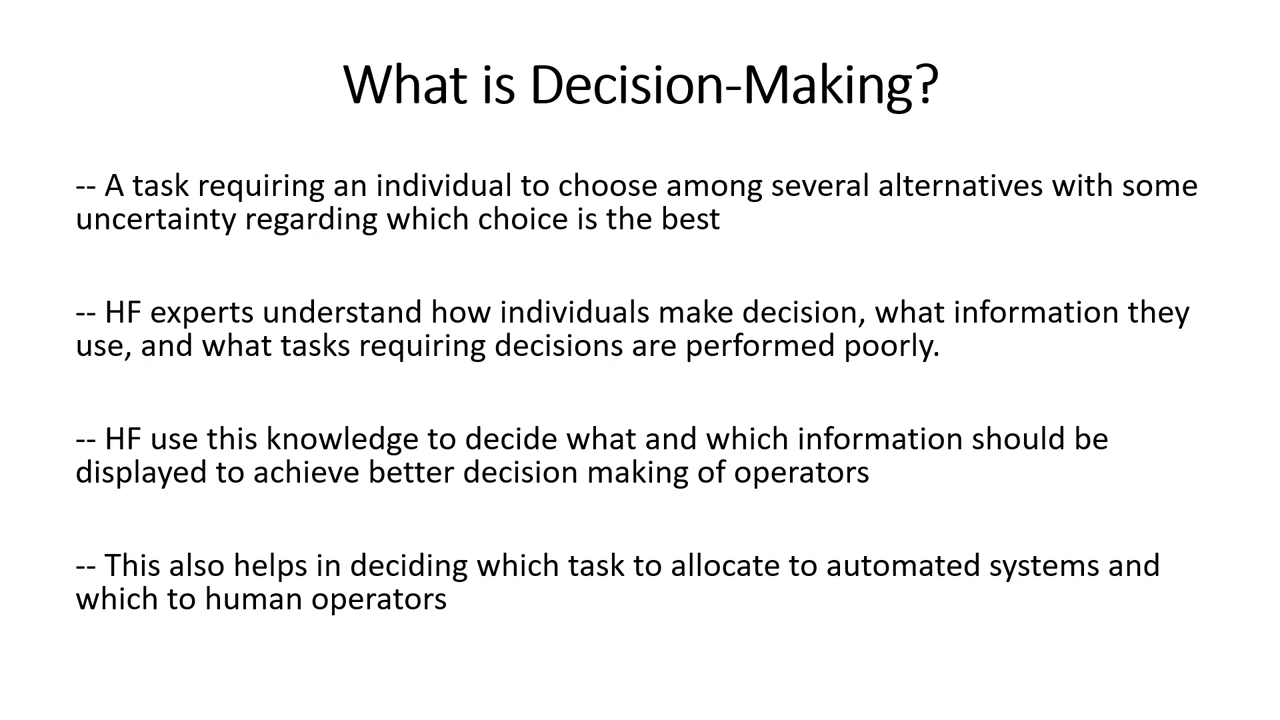 What is Decision-Making?
-- A task requiring an individual to choose among several alternatives with some
uncertainty regarding which choice is the best
-- HF experts understand how individuals make decision, what information they
use, and what tasks requiring decisions are performed poorly.
-- HF use this knowledge to decide what and which information should be
displayed to achieve better decision making of operators
-- This also helps in deciding which task to allocate to automated systems and
which to human operators